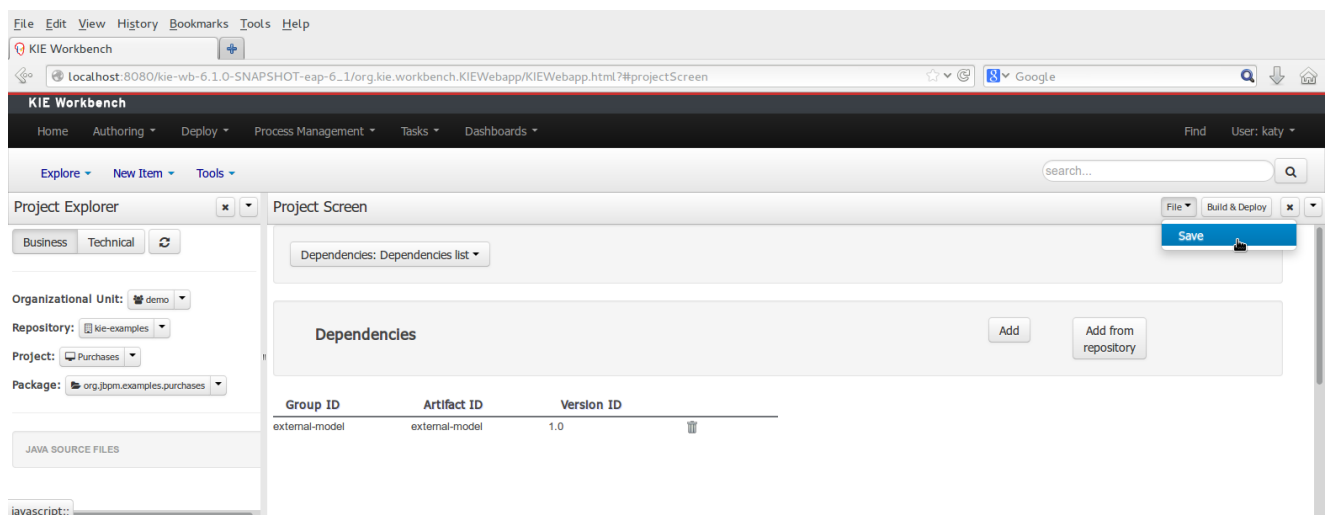 File Edit View History Bookmarks Tools Help
KIE Workbench
localhost:8080/kie-wb-6.1.0-SNAPSHOT-eap-6_1/org.kie.workbench.KIEWebapp/KIEWebapp.html?#projectScreen
Google
KIE Workbench
Home Authoring Deploy Process Management Tasks Dashboards Find User: katy
Explore New Item Tools search...
Project Explorer Project Screen File Build & Deploy
Save
Business Technical
Dependencies: Dependencies list
Organizational Unit: demo
Repository: kie-examples
Project: Purchases
Package: org.jbpm.examples.purchases
Dependencies Add Add from
repository
Group ID Artifact ID Version ID
external-model external-model 1.0
JAVA SOURCE FILES
javascript:;